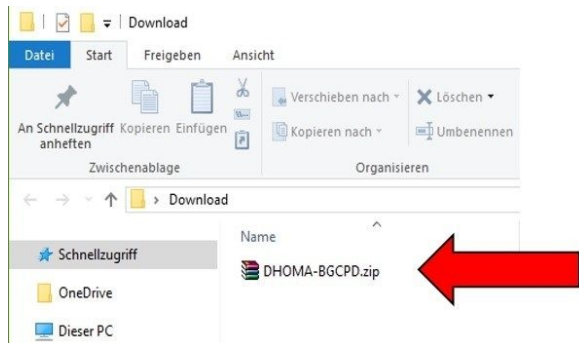 Download
Datei Start Freigeben Ansicht
An Schnellzugriff anheften
Kopieren
Einfügen
Verschieben nach
Kopieren nach
Löschen
Umbenennen
Zwischenablage
Organisieren
Download
Schnellzugriff
OneDrive
Dieser PC
Name
DHOMA-BGCPD.zip